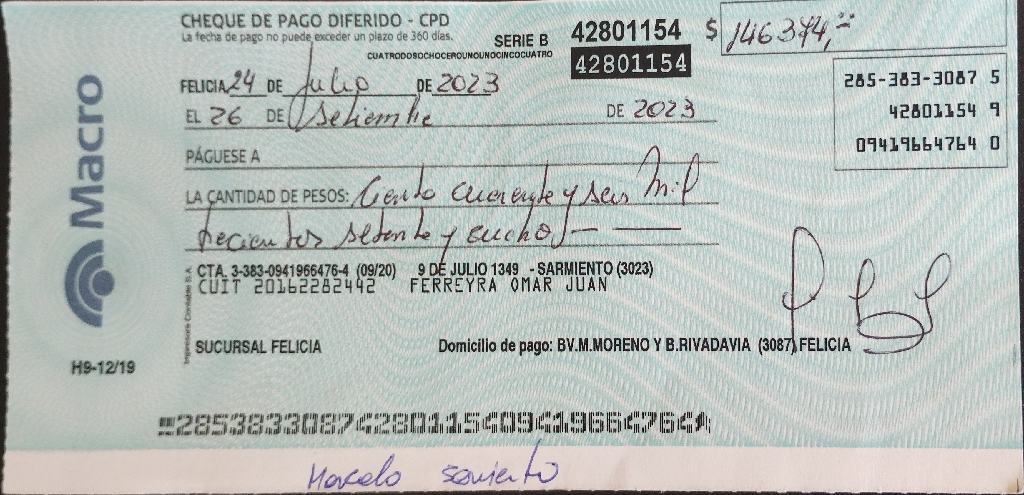 CHEQUE DE PAGO DIFERIDO - CPD
La fecha de pago no puede exceder un plazo de 360 días.
SERIE B 42801154 $ 146374,=
CUATRODOSOCHOCEROUNOUNOCINCOCUATRO 42801154
285-383-3087 5
42801154 9
09419664764 0
FELICIA, 24 DE Julio DE 2023
EL 26 DE Setiembre DE 2023
PÁGUESE A
LA CANTIDAD DE PESOS: Ciento cuarenta y seis Mil
trecientos setenta y cuatro
CTA. 3-383-0941966476-4 (09/20) 9 DE JULIO 1349 - SARMIENTO (3023)
CUIT 20162282442 FERREYRA OMAR JUAN
SUCURSAL FELICIA Domicilio de pago: BV.M.MORENO Y B.RIVADAVIA (3087) FELICIA
Macro
H9-12/19
Impresora Contable S.A.
28538330874280115409419664764
Marcelo